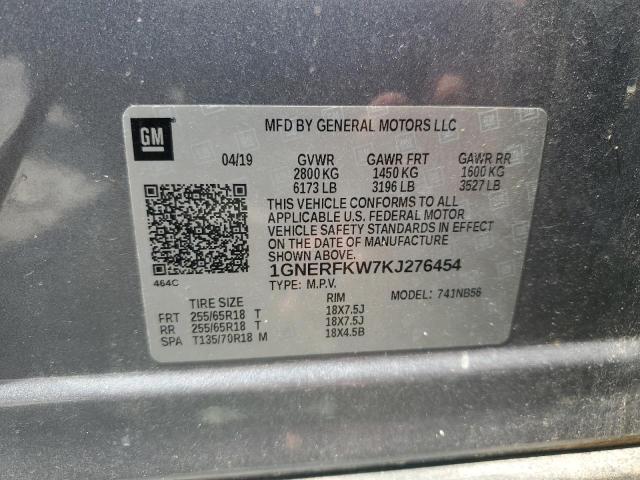 GM
MFD BY GENERAL MOTORS LLC
04/19 GVWR GAWR FRT GAWR RR
2800 KG 1450 KG 1600 KG
6173 LB 3196 LB 3527 LB
THIS VEHICLE CONFORMS TO ALL
APPLICABLE U.S. FEDERAL MOTOR
VEHICLE SAFETY STANDARDS IN EFFECT
ON THE DATE OF MANUFACTURE
SHOWN ABOVE.
1GNERFKW7KJ276454
464C
TYPE: M.P.V. MODEL: 741NB56
TIRE SIZE RIM
FRT 255/65R18 T 18X7.5J
RR 255/65R18 T 18X7.5J
SPA T135/70R18 M 18X4.5B